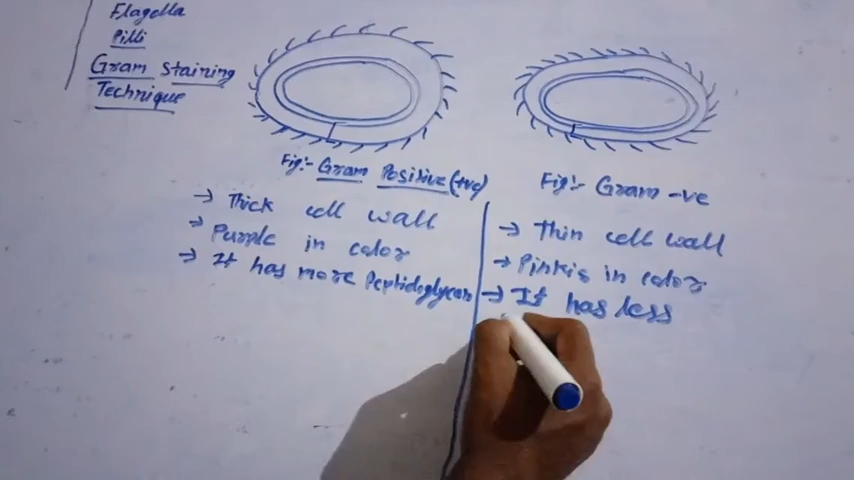 Flagella
Pilli
Gram Staining
Technique
Fig:- Gram Positive (+ve)
→ Thick cell wall
→ Purple in color
→ It has more Peptidoglycan
Fig:- Gram -ve
→ Thin cell wall
→ Pinkis in color
→ It has less